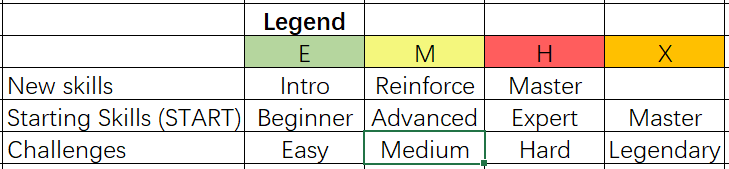 Legend
E M H X
New skills Intro Reinforce Master
Starting Skills (START) Beginner Advanced Expert Master
Challenges Easy Medium Hard Legendary